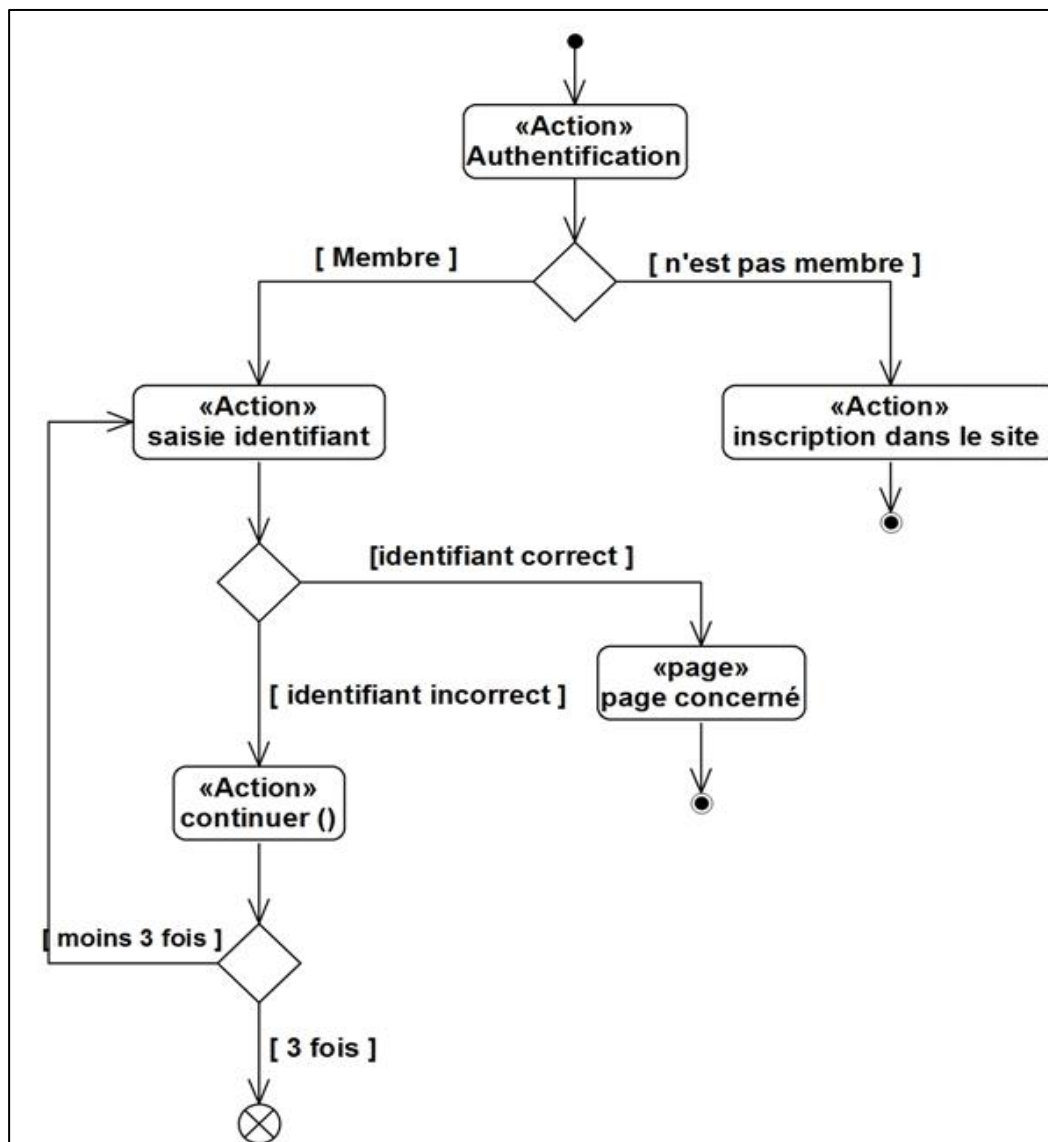 «Action»
Authentification
[ Membre ]
[ n'est pas membre ]
«Action»
saisie identifiant
«Action»
inscription dans le site
[identifiant correct ]
«page»
page concerné
[ identifiant incorrect ]
«Action»
continuer ()
[ moins 3 fois ]
[ 3 fois ]